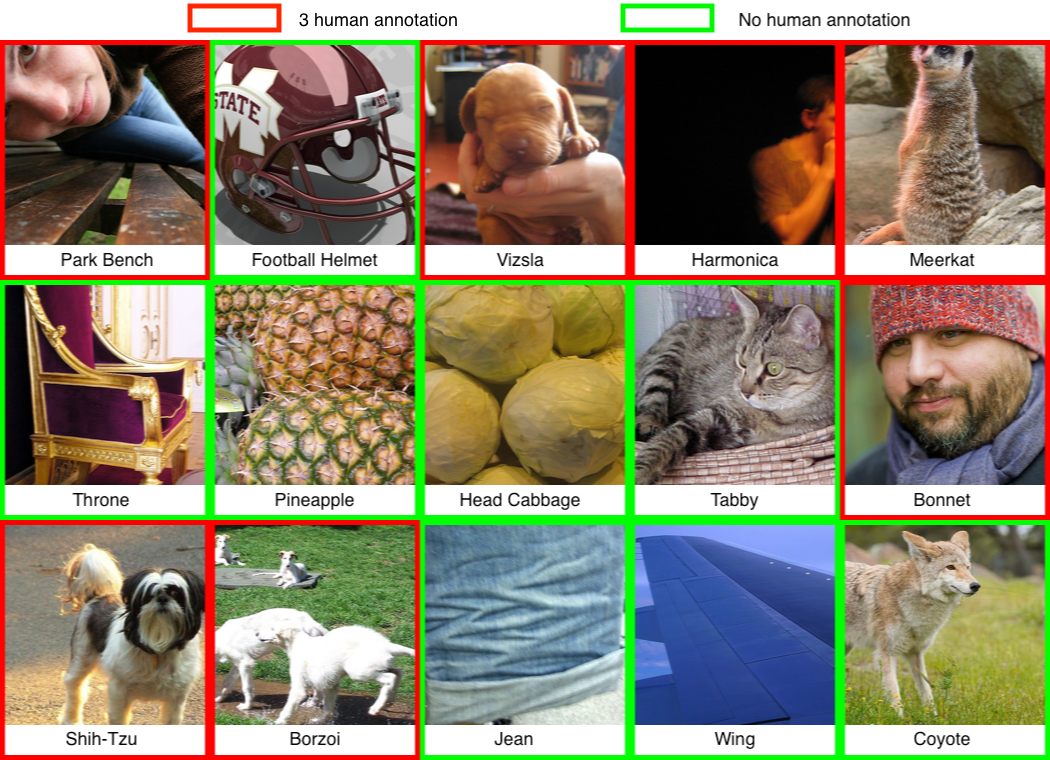 3 human annotation
No human annotation
STATE
M
Park Bench
Football Helmet
Vizsla
Harmonica
Meerkat
Throne
Pineapple
Head Cabbage
Tabby
Bonnet
Shih-Tzu
Borzoi
Jean
Wing
Coyote